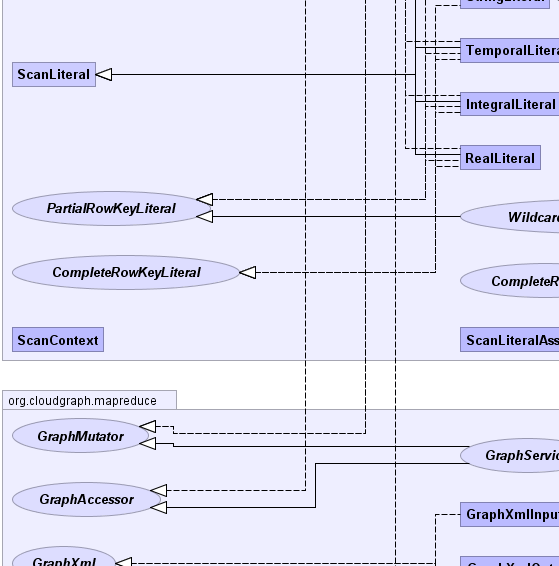 StringLiteral
ScanLiteral
TemporalLitera
IntegralLiteral
RealLiteral
PartialRowKeyLiteral
Wildcard
CompleteRowKeyLiteral
CompleteR
ScanContext
ScanLiteralAss
org.cloudgraph.mapreduce
GraphMutator
GraphServic
GraphAccessor
GraphXmlInput
GraphXml